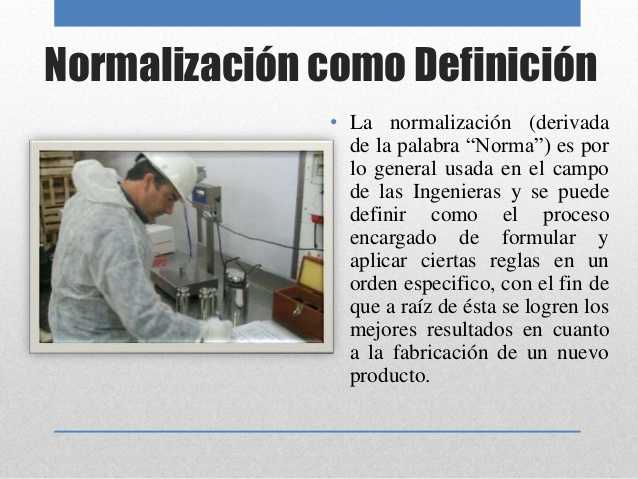 Normalización como Definición
• La normalización (derivada
de la palabra “Norma”) es por
lo general usada en el campo
de las Ingenieras y se puede
definir como el proceso
encargado de formular y
aplicar ciertas reglas en un
orden especifico, con el fin de
que a raíz de ésta se logren los
mejores resultados en cuanto
a la fabricación de un nuevo
producto.